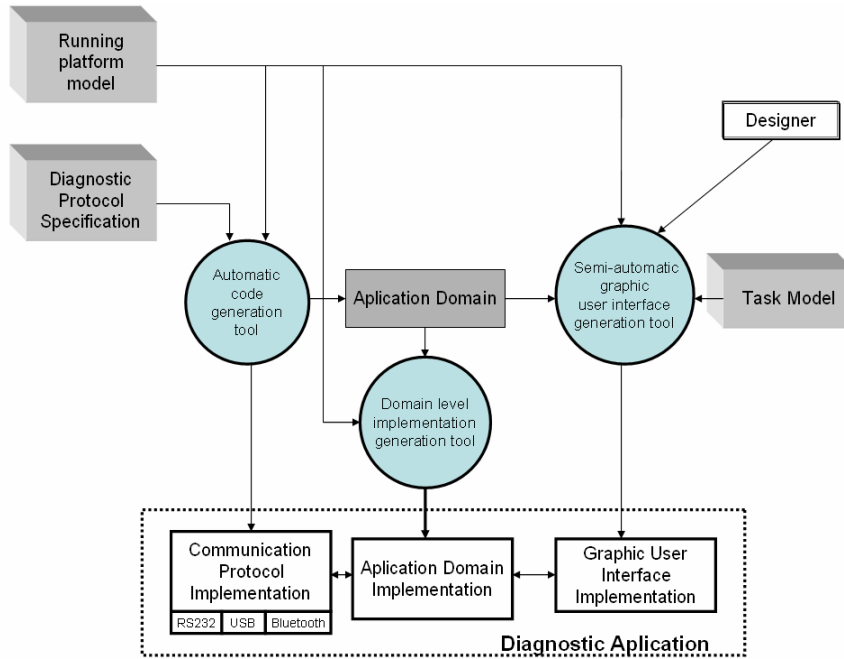 Running
platform
model
Designer
Diagnostic
Protocol
Specification
Automatic
code
generation
tool
Aplication Domain
Semi-automatic
graphic
user interface
generation tool
Task Model
Domain level
implementation
generation tool
Communication
Protocol
Implementation
RS232
USB
Bluetooth
Aplication Domain
Implementation
Graphic User
Interface
Implementation
Diagnostic Aplication